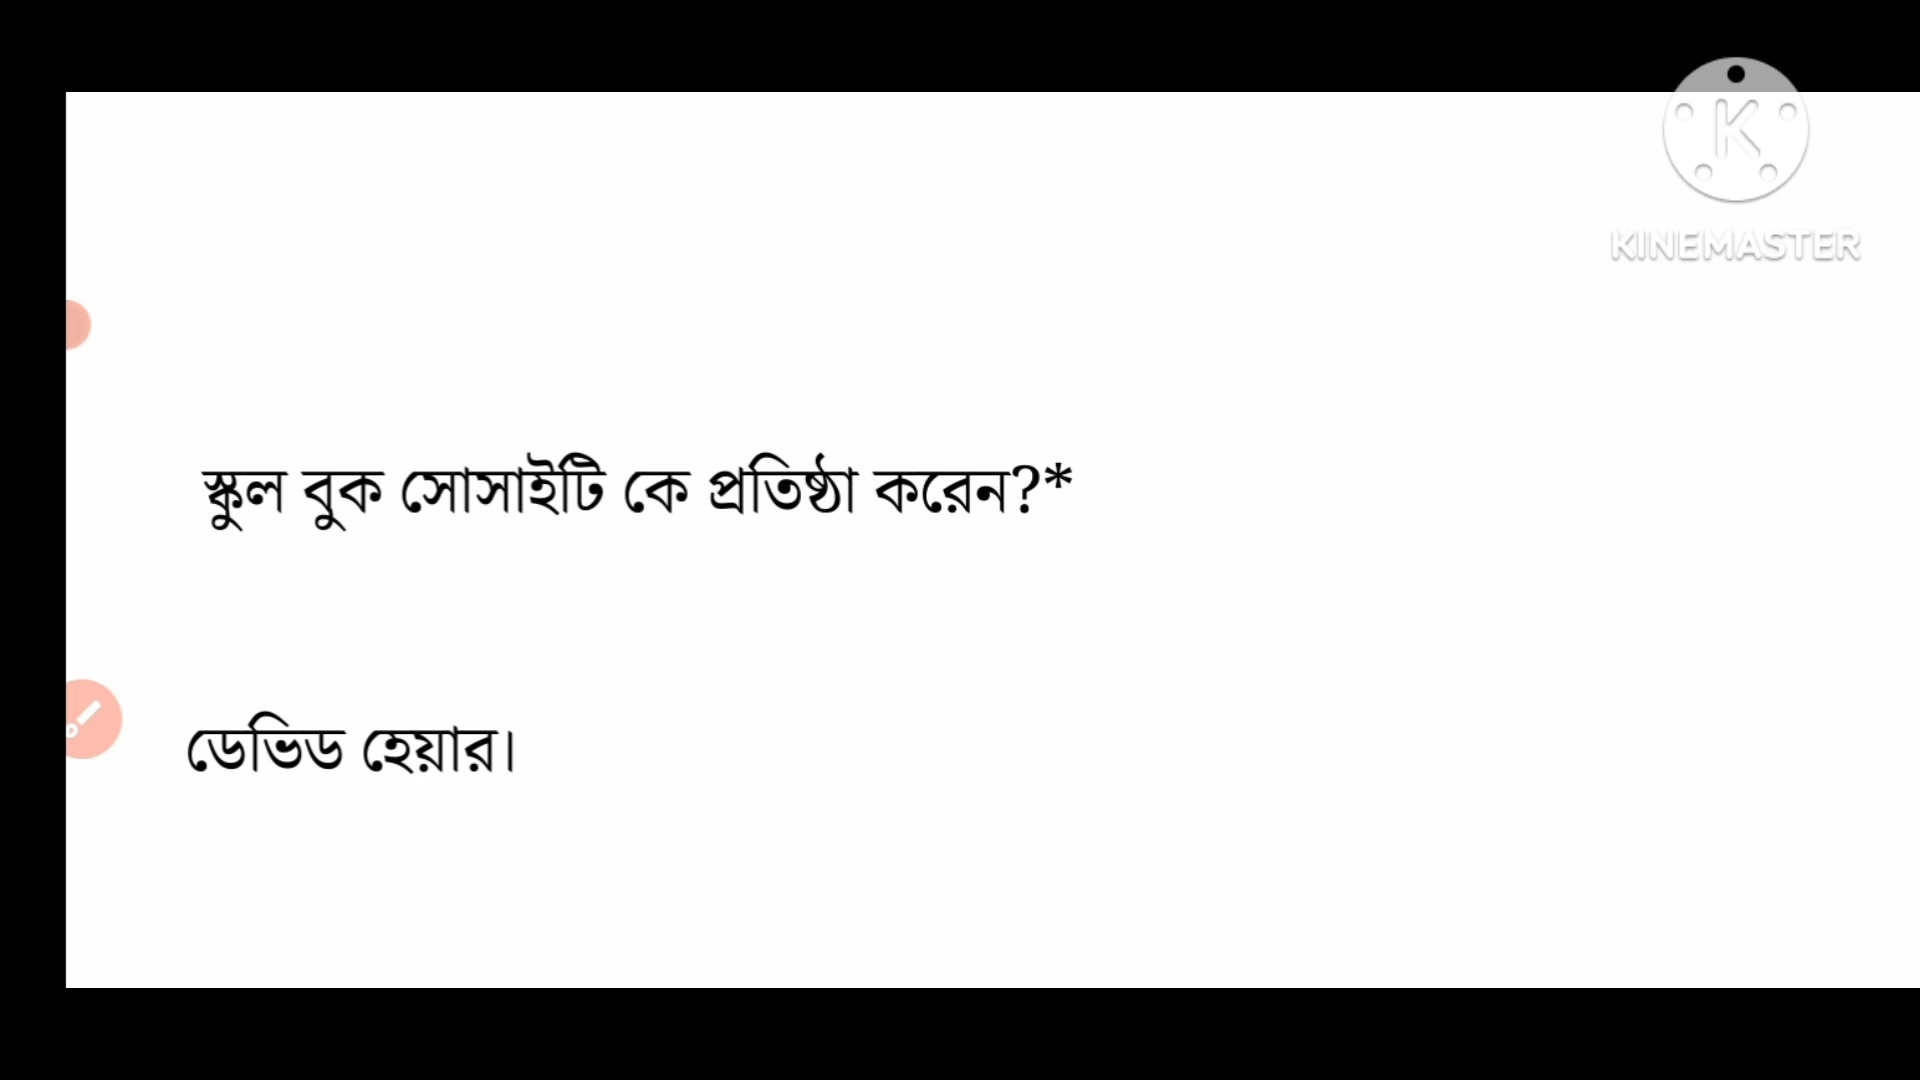 K
KINEMASTER
স্কুল বুক সোসাইটি কে প্রতিষ্ঠা করেন?*
ডেভিড হেয়ার।